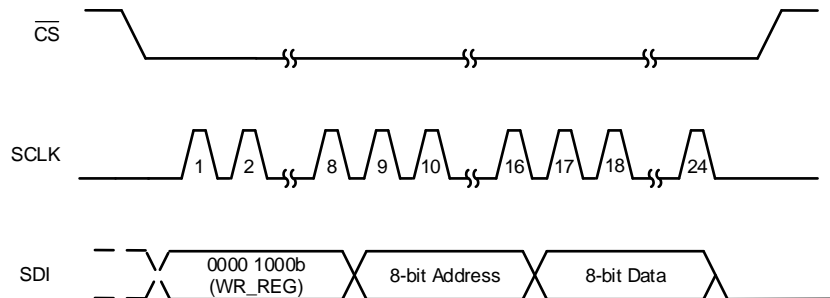 CS
SCLK
1 2 8 9 10 16 17 18 24
SDI
0000 1000b
(WR_REG)
8-bit Address
8-bit Data